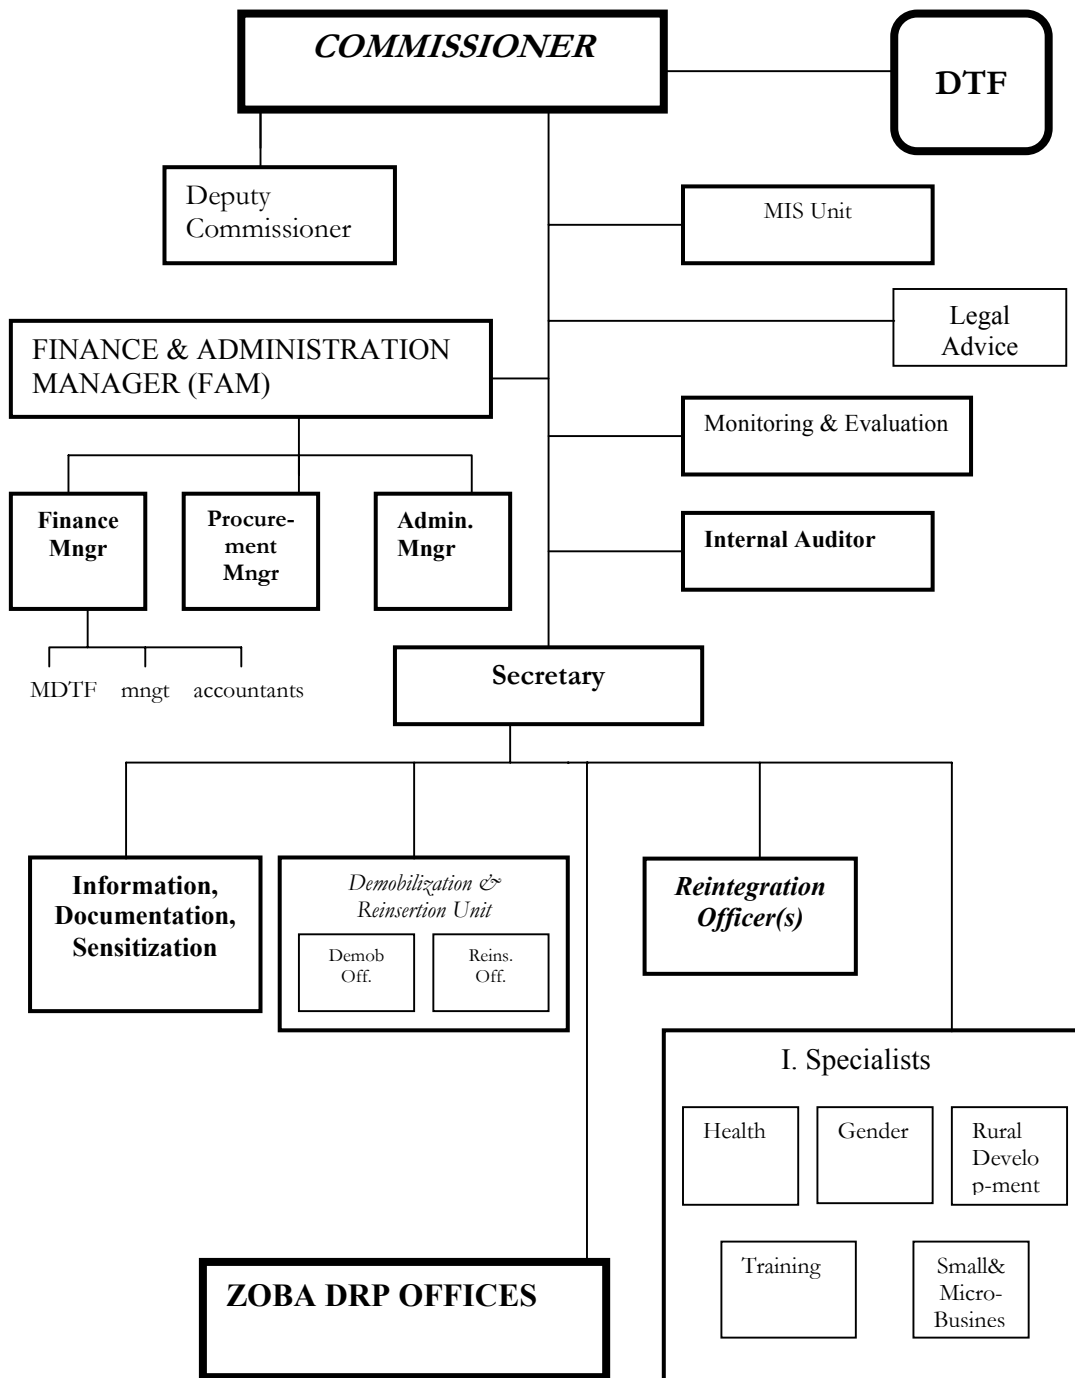 COMMISSIONER
DTF
Deputy
Commissioner
MIS Unit
Legal
Advice
FINANCE & ADMINISTRATION
MANAGER (FAM)
Monitoring & Evaluation
Finance
Mngr
Procure-
ment
Mngr
Admin.
Mngr
Internal Auditor
MDTF mngt accountants
Secretary
Information,
Documentation,
Sensitization
Demobilization &
Reinsertion Unit
Demob
Off.
Reins.
Off.
Reintegration
Officer(s)
I. Specialists
Health
Gender
Rural
Develo
p-ment
Training
Small&
Micro-
Busines
ZOBA DRP OFFICES